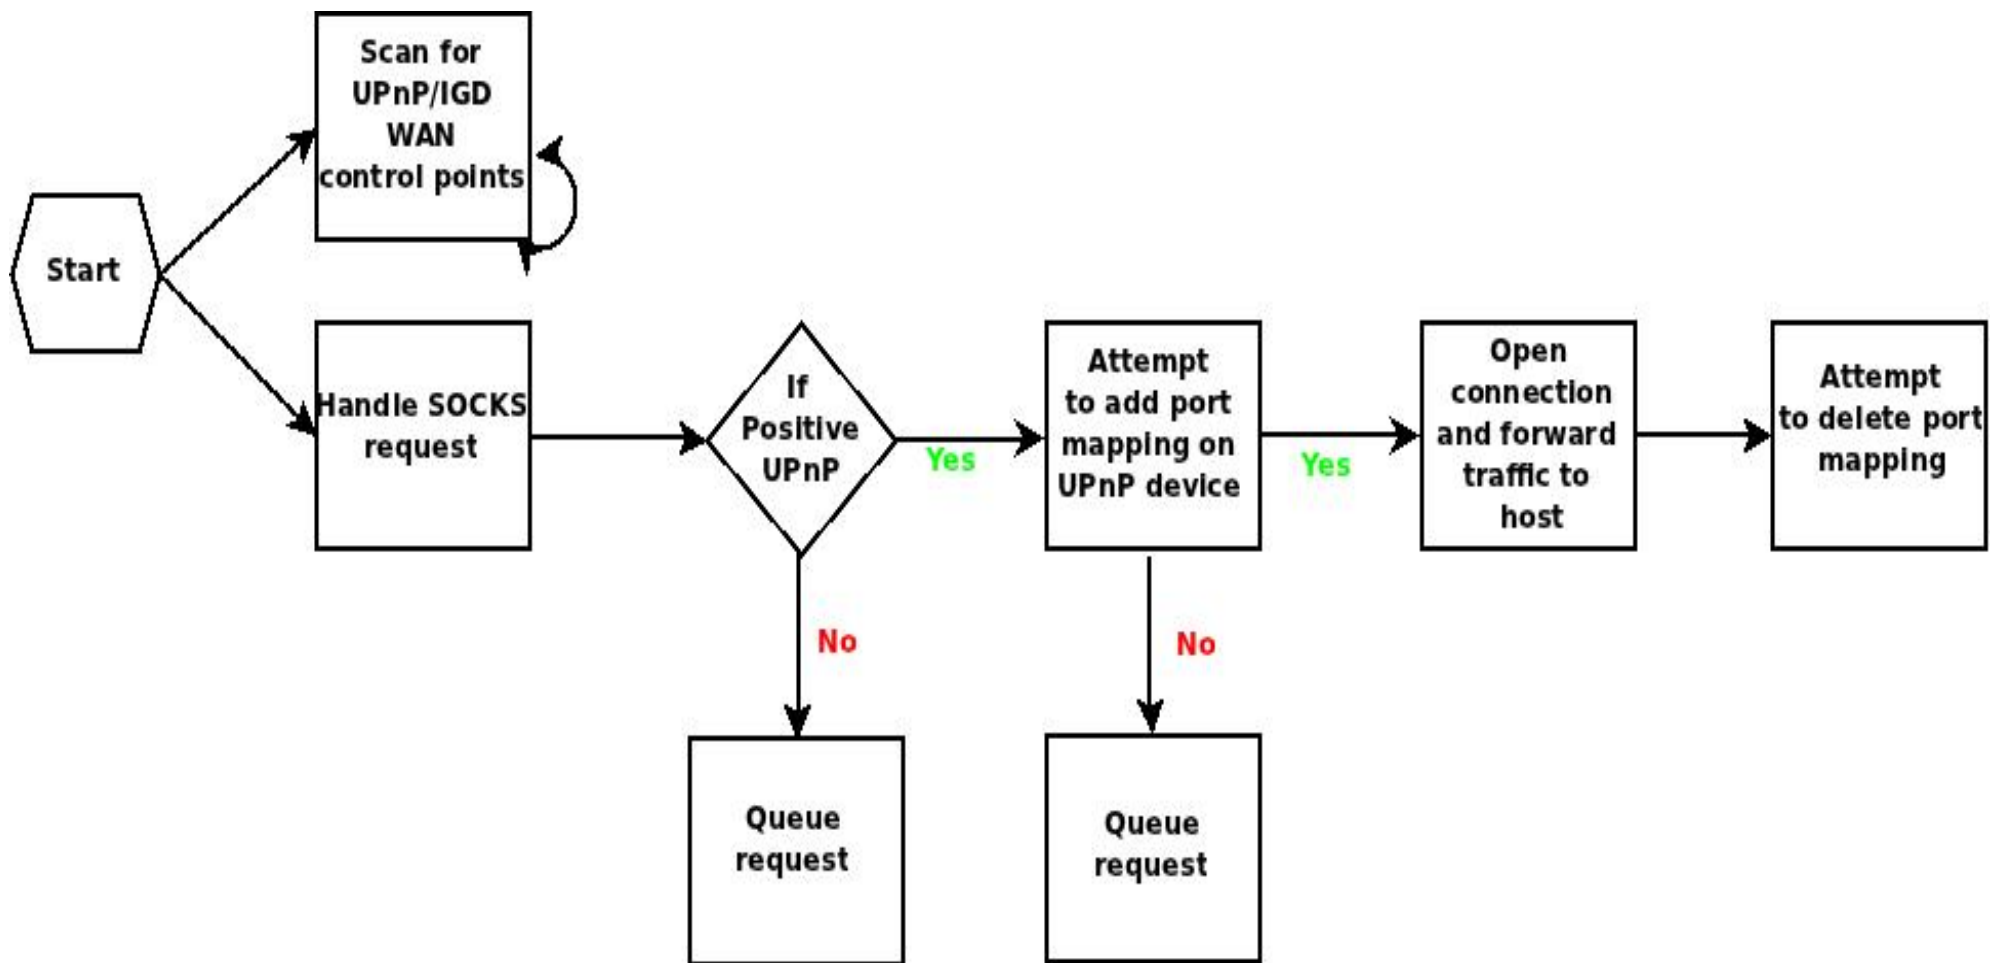 Scan for
UPnP/IGD
WAN
control points
Start
Handle SOCKS
request
If
Positive
UPnP
Yes
Attempt
to add port
mapping on
UPnP device
Yes
Open
connection
and forward
traffic to
host
Attempt
to delete port
mapping
No
No
Queue
request
Queue
request